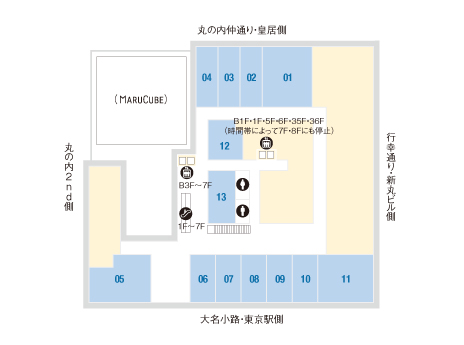 丸の内仲通り・皇居側
04
03
02
01
(MARUCUBE)
B1F・1F・5F・6F・35F・36F
(時間帯によって7F・8Fにも停止)
12
丸の内2nd側
行幸通り・新丸ビル側
B3F～7F
13
1F～7F
05
06
07
08
09
10
11
大名小路・東京駅側